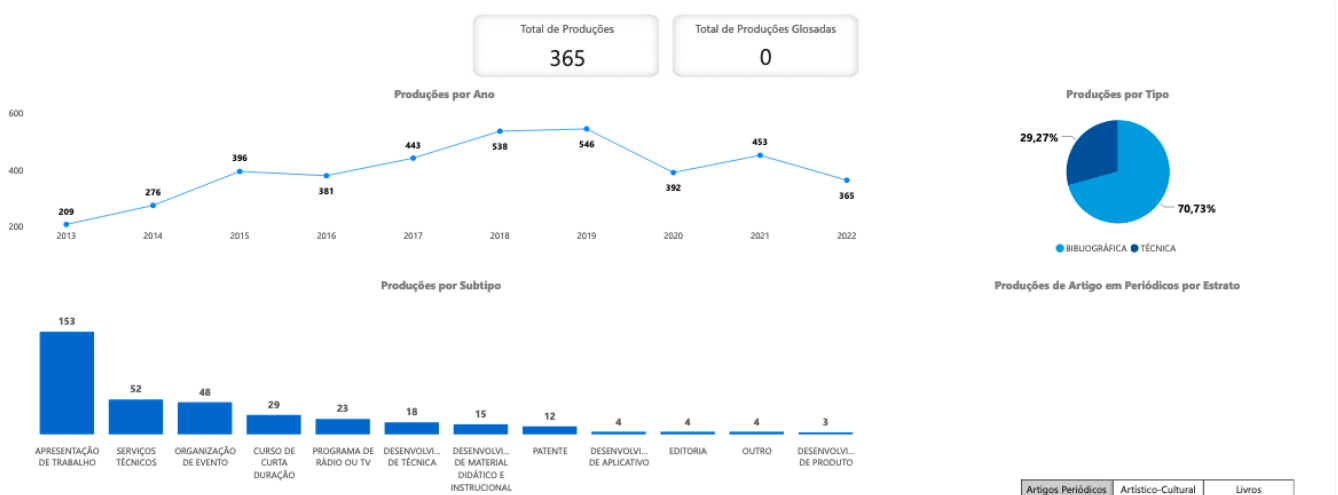 Total de Produções
365
Total de Produções Glosadas
0
Produções por Ano
600
400
200
209
276
396
381
443
538
546
392
453
365
2013
2014
2015
2016
2017
2018
2019
2020
2021
2022
Produções por Tipo
29,27%
70,73%
BIBLIOGRÁFICA
TÉCNICA
Produções por Subtipo
153
52
48
29
23
18
15
12
4
4
4
3
APRESENTAÇÃO
DE TRABALHO
SERVIÇOS
TÉCNICOS
ORGANIZAÇÃO
DE EVENTO
CURSO DE
CURTA
DURAÇÃO
PROGRAMA DE
RÁDIO OU TV
DESENVOLVI...
DE TÉCNICA
DESENVOLVI...
DE MATERIAL
DIDÁTICO E
INSTRUCIONAL
PATENTE
DESENVOLVI...
DE APLICATIVO
EDITORIA
OUTRO
DESENVOLVI...
DE PRODUTO
Produções de Artigo em Periódicos por Estrato
Artigos Periódicos
Artístico-Cultural
Livros